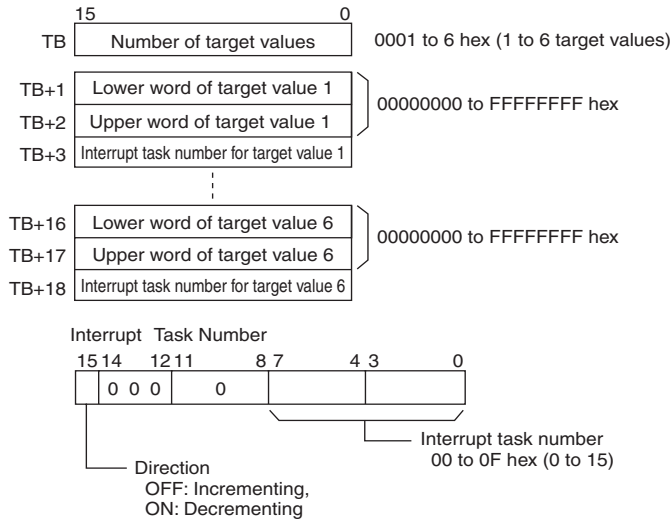 15 0
TB Number of target values 0001 to 6 hex (1 to 6 target values)
TB+1 Lower word of target value 1
00000000 to FFFFFFFF hex
TB+2 Upper word of target value 1
TB+3 Interrupt task number for target value 1
TB+16 Lower word of target value 6
00000000 to FFFFFFFF hex
TB+17 Upper word of target value 6
TB+18 Interrupt task number for target value 6
Interrupt Task Number
15 14 12 11 8 7 4 3 0
0 0 0 0
Interrupt task number
00 to 0F hex (0 to 15)
Direction
OFF: Incrementing,
ON: Decrementing